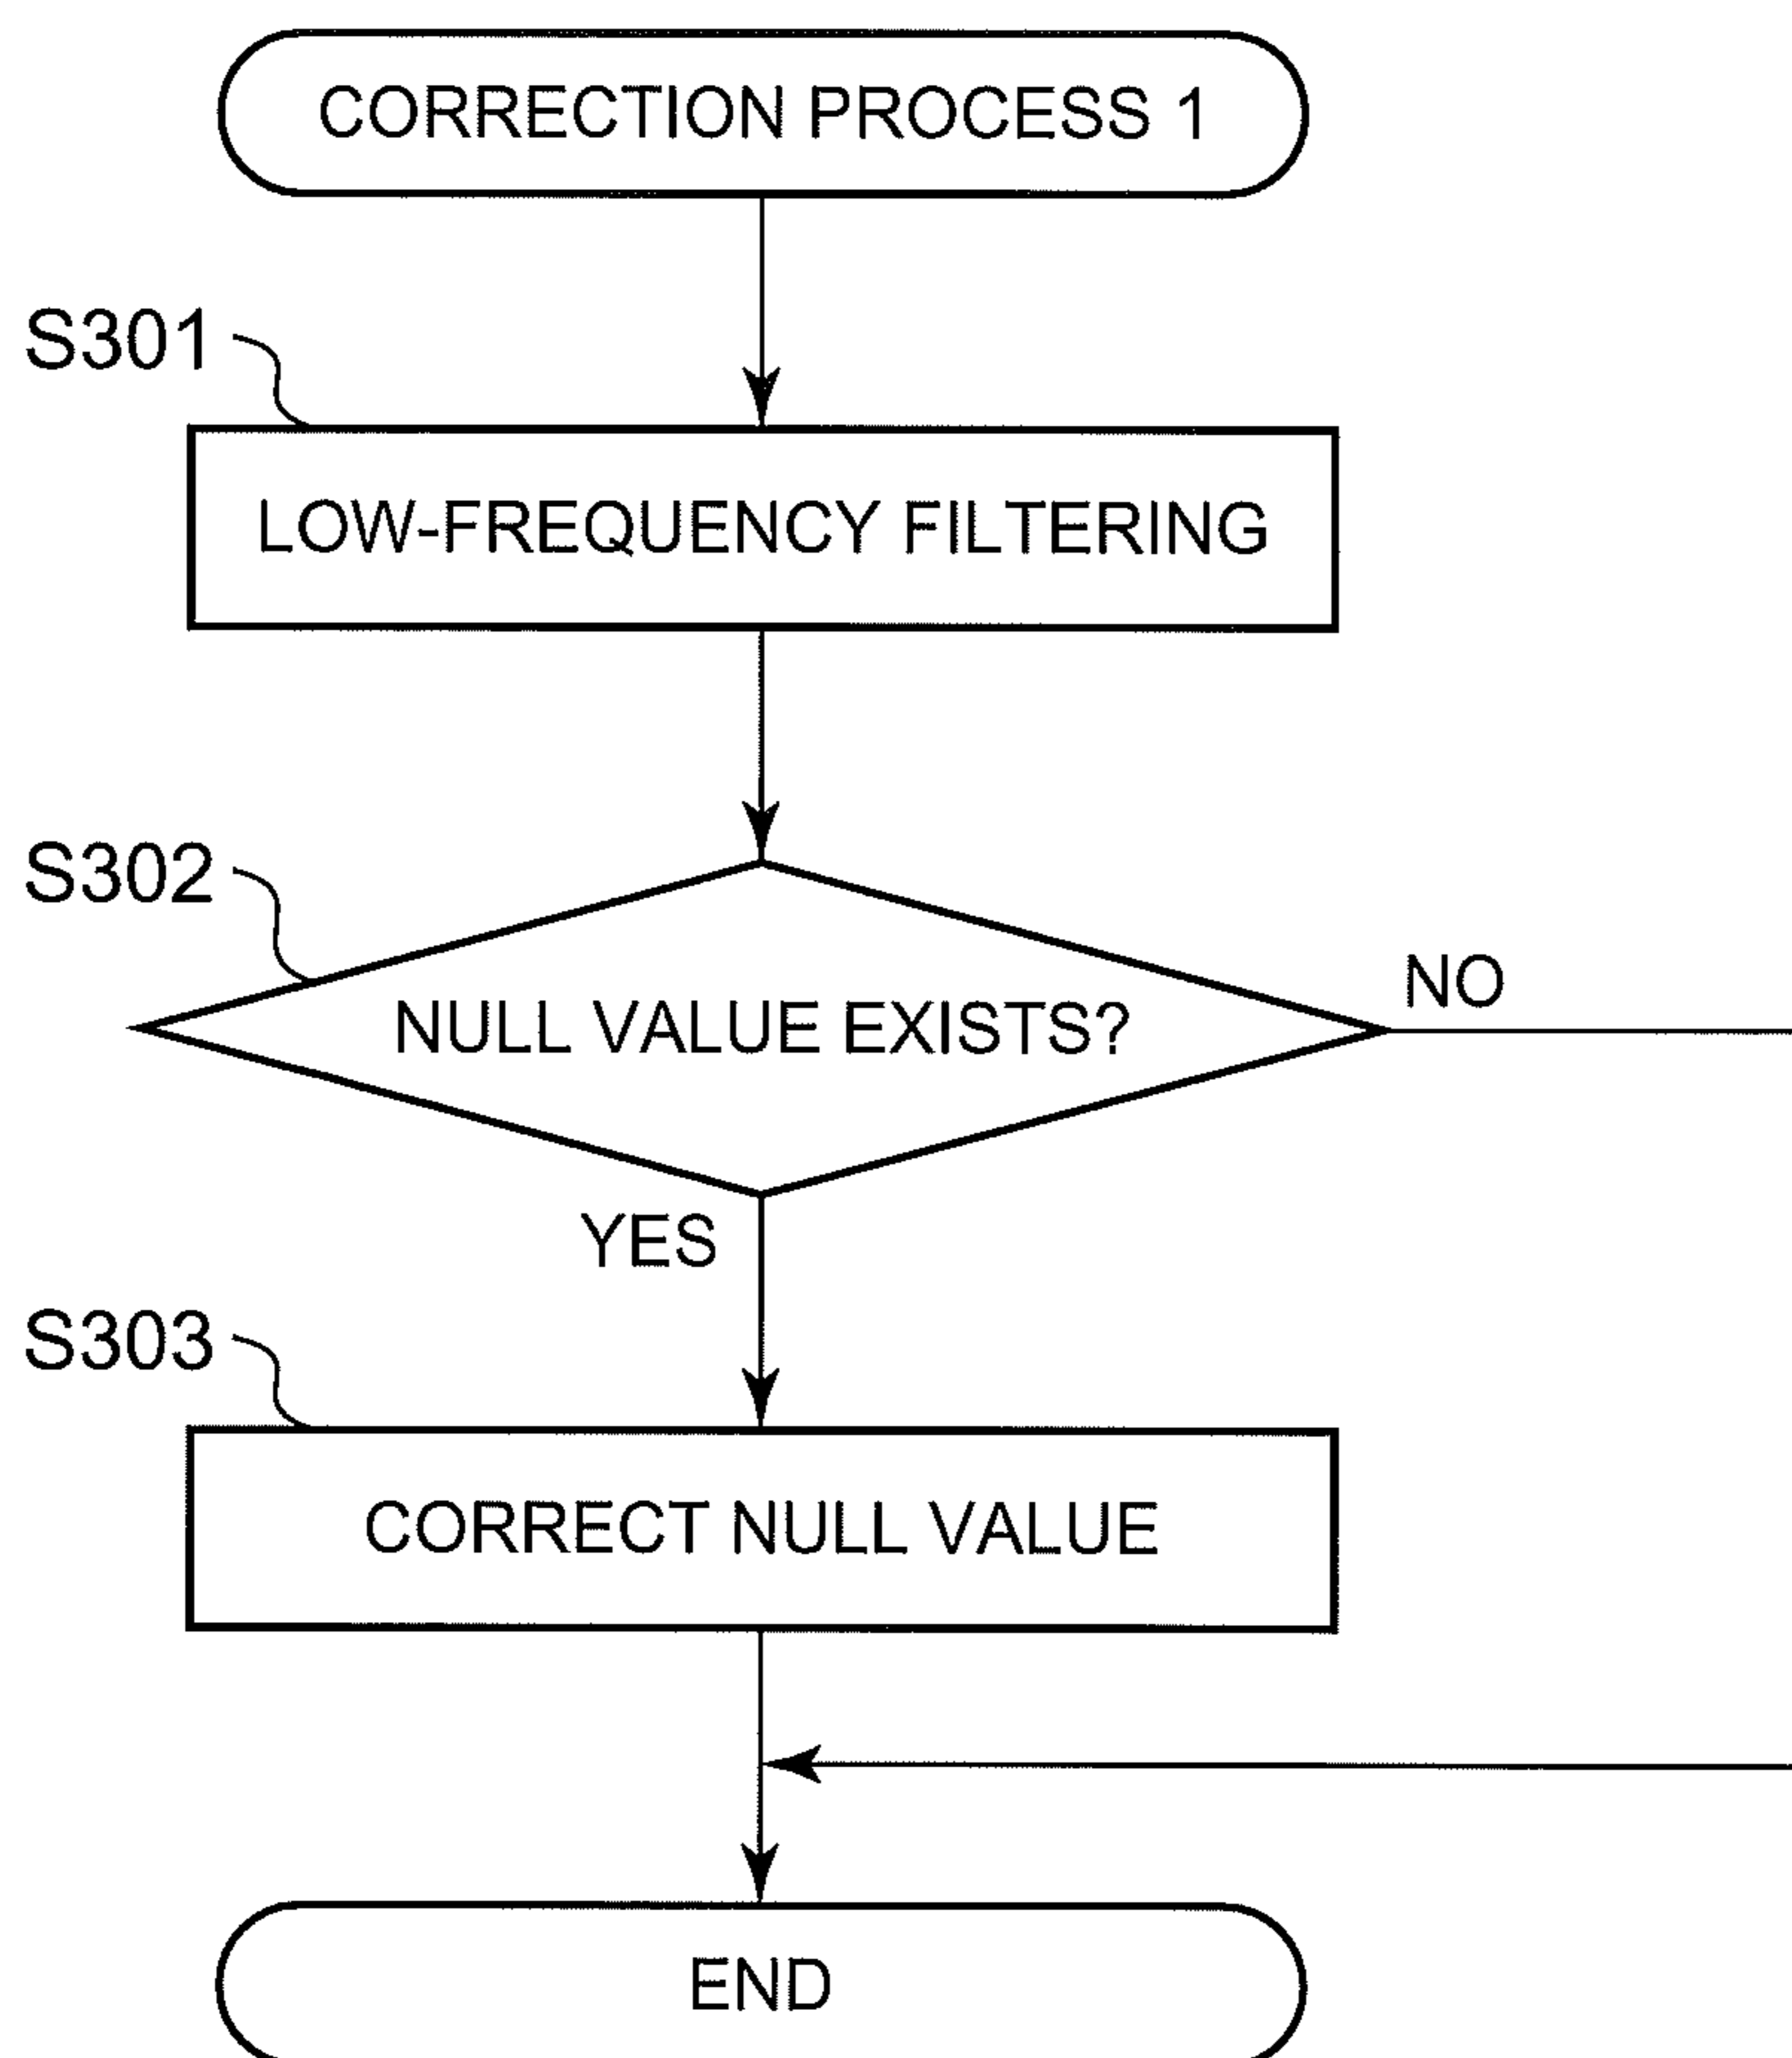 CORRECTION PROCESS 1
S301
LOW-FREQUENCY FILTERING
S302
NULL VALUE EXISTS?
NO
YES
S303
CORRECT NULL VALUE
END